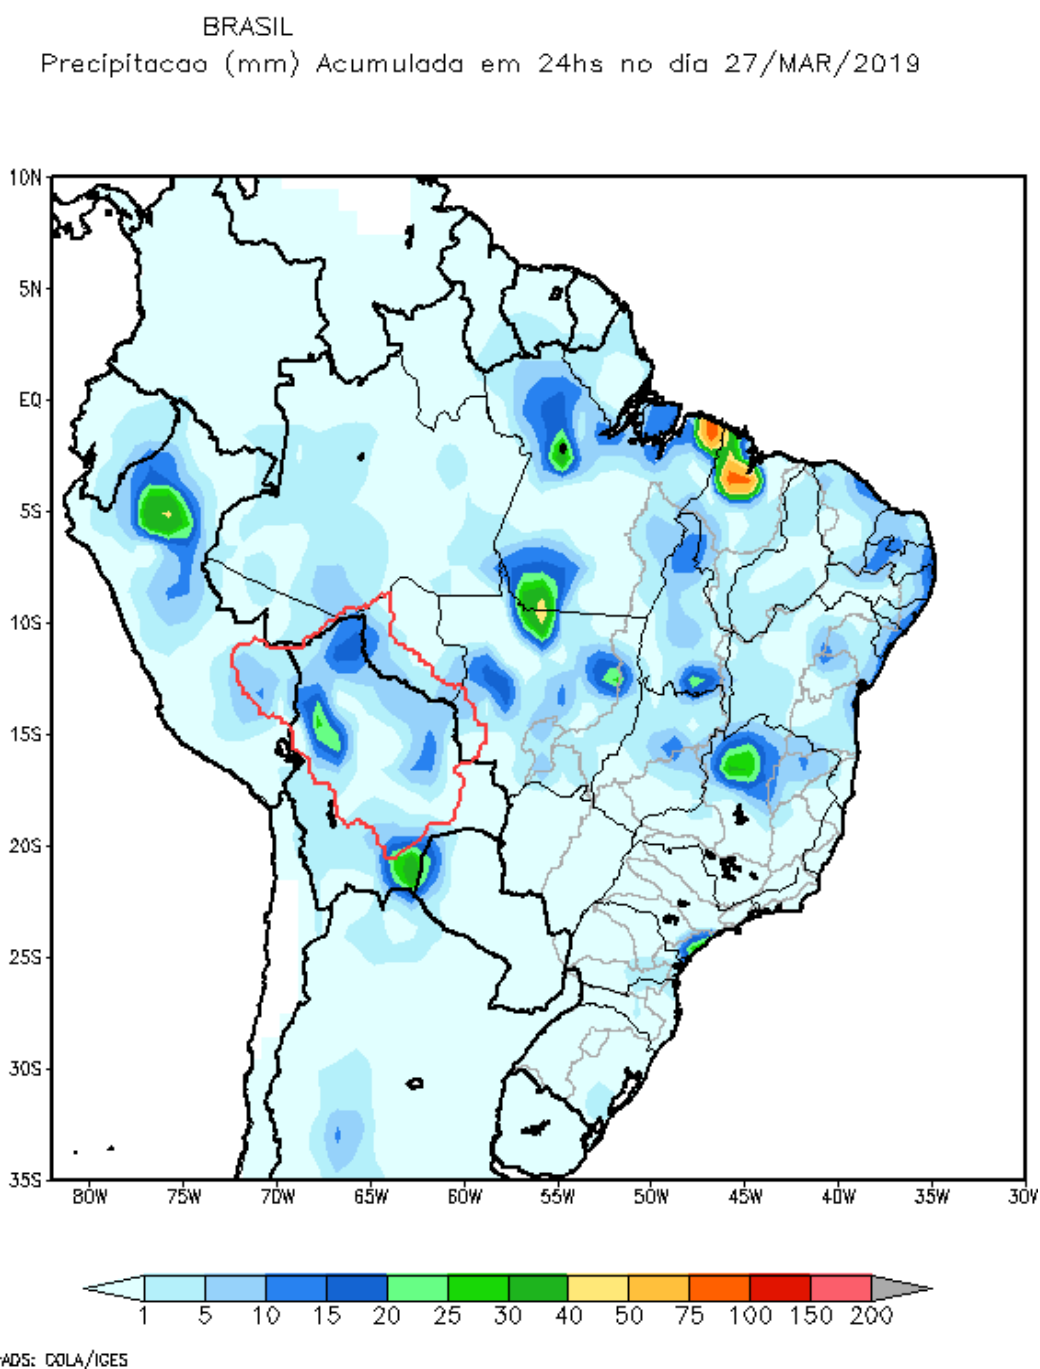 BRASIL
Precipitacao (mm) Acumulada em 24hs no dia 27/MAR/2019
10N
5N
EQ
5S
10S
15S
20S
25S
30S
35S
80W 75W 70W 65W 60W 55W 50W 45W 40W 35W 30W
1 5 10 15 20 25 30 40 50 75 100 150 200
ADS: COLA/IGES